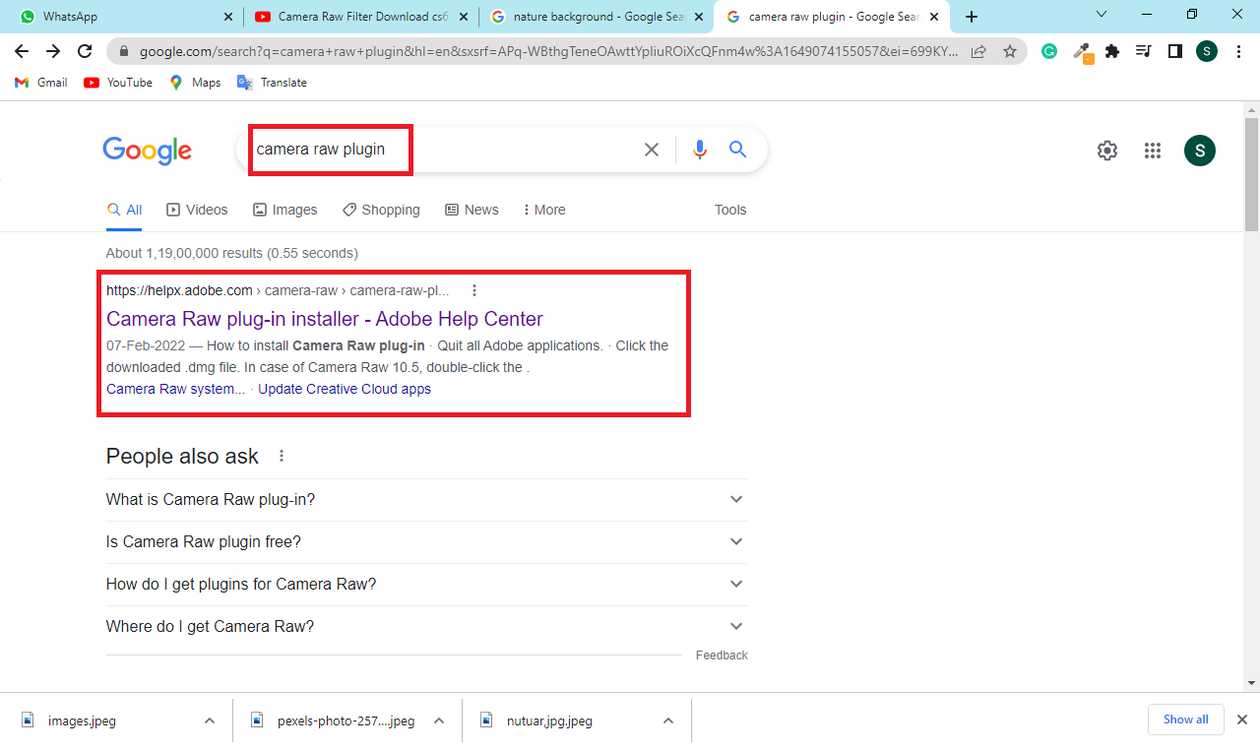 WhatsApp
Camera Raw Filter Download cs6
nature background - Google Sea
camera raw plugin - Google Sear
google.com/search?q=camera+raw+plugin&hl=en&sxsrf=APq-WBthgTeneOAwttYpIiuROiXcQFnm4w%3A1649074155057&ei=699KY...
S
Gmail
YouTube
Maps
Translate
Google
camera raw plugin
S
All
Videos
Images
Shopping
News
More
Tools
About 1,19,00,000 results (0.55 seconds)
https://helpx.adobe.com › camera-raw › camera-raw-pl...
Camera Raw plug-in installer - Adobe Help Center
07-Feb-2022 — How to install Camera Raw plug-in · Quit all Adobe applications. · Click the
downloaded .dmg file. In case of Camera Raw 10.5, double-click the .
Camera Raw system... · Update Creative Cloud apps
People also ask
What is Camera Raw plug-in?
Is Camera Raw plugin free?
How do I get plugins for Camera Raw?
Where do I get Camera Raw?
Feedback
images.jpeg
pexels-photo-257....jpeg
nutuar.jpg.jpeg
Show all